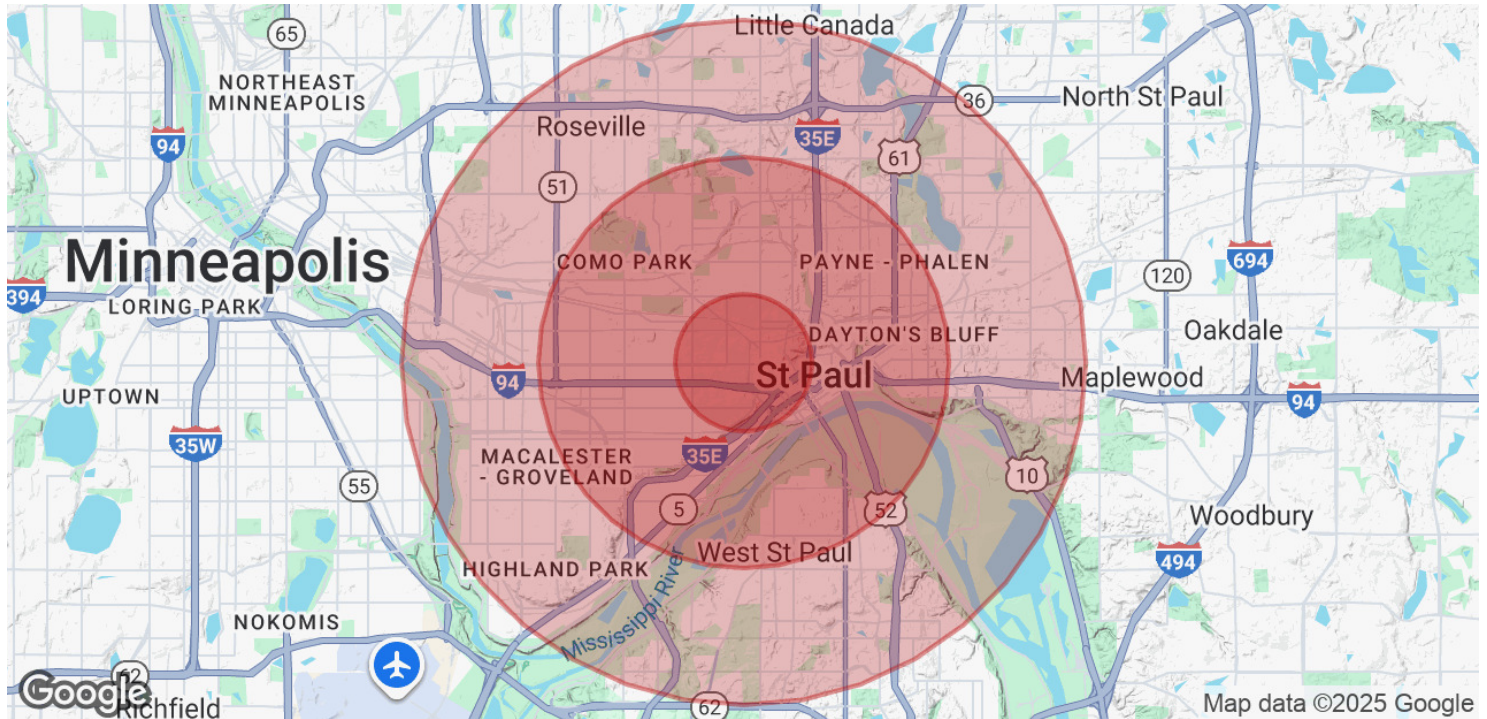 Little Canada
65
NORTHEAST
MINNEAPOLIS
36
North St Paul
Roseville
35E
94
61
51
Minneapolis
COMO PARK
PAYNE - PHALEN
694
120
394
LORING PARK
DAYTON'S BLUFF
Oakdale
St Paul
94
Maplewood
UPTOWN
94
35W
MACALESTER
- GROVELAND
35E
10
55
5
52
Woodbury
West St Paul
494
HIGHLAND PARK
Mississippi River
NOKOMIS
62
Google
Richfield
62
Map data ©2025 Google